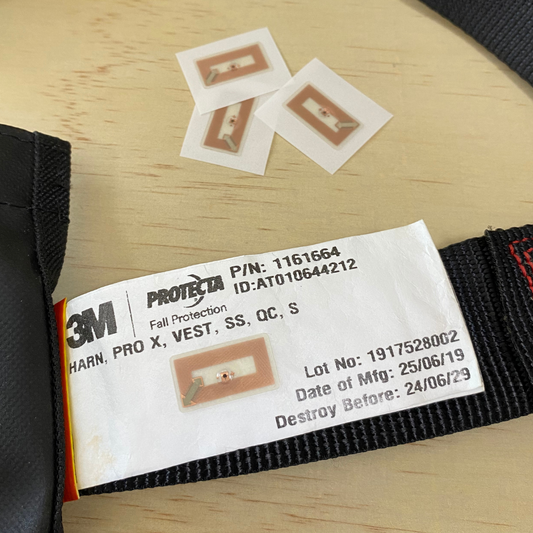 3M PROTECTA
Fall Protection
P/N: 1161664
ID:AT010644212
HARN, PRO X, VEST, SS, QC, S
Lot No: 1917528002
Date of Mfg: 25/06/19
Destroy Before: 24/06/29